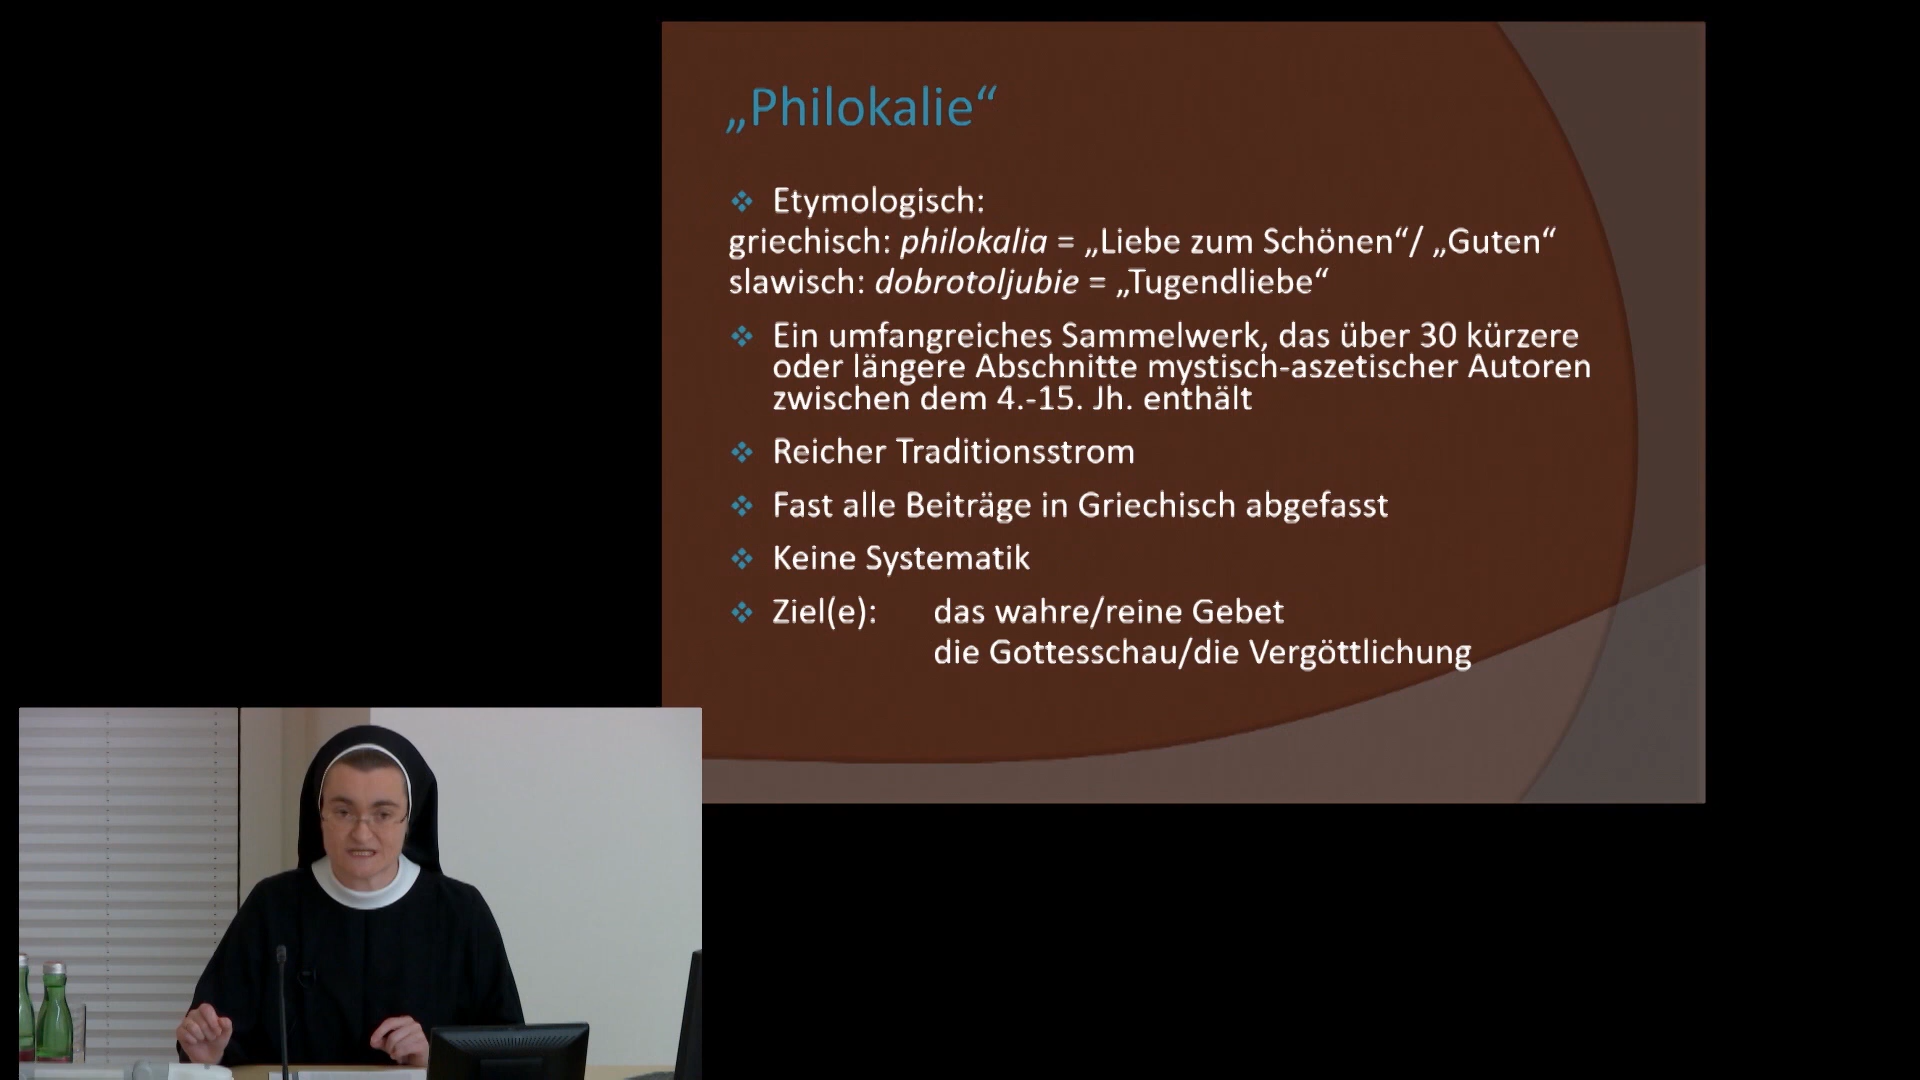 „Philokalie“
Etymologisch:
griechisch: philokalia = „Liebe zum Schönen“/ „Guten“
slawisch: dobrotoljubie = „Tugendliebe“
Ein umfangreiches Sammelwerk, das über 30 kürzere
oder längere Abschnitte mystisch-aszetischer Autoren
zwischen dem 4.-15. Jh. enthält
Reicher Traditionsstrom
Fast alle Beiträge in Griechisch abgefasst
Keine Systematik
Ziel(e): das wahre/reine Gebet
die Gottesschau/die Vergöttlichung